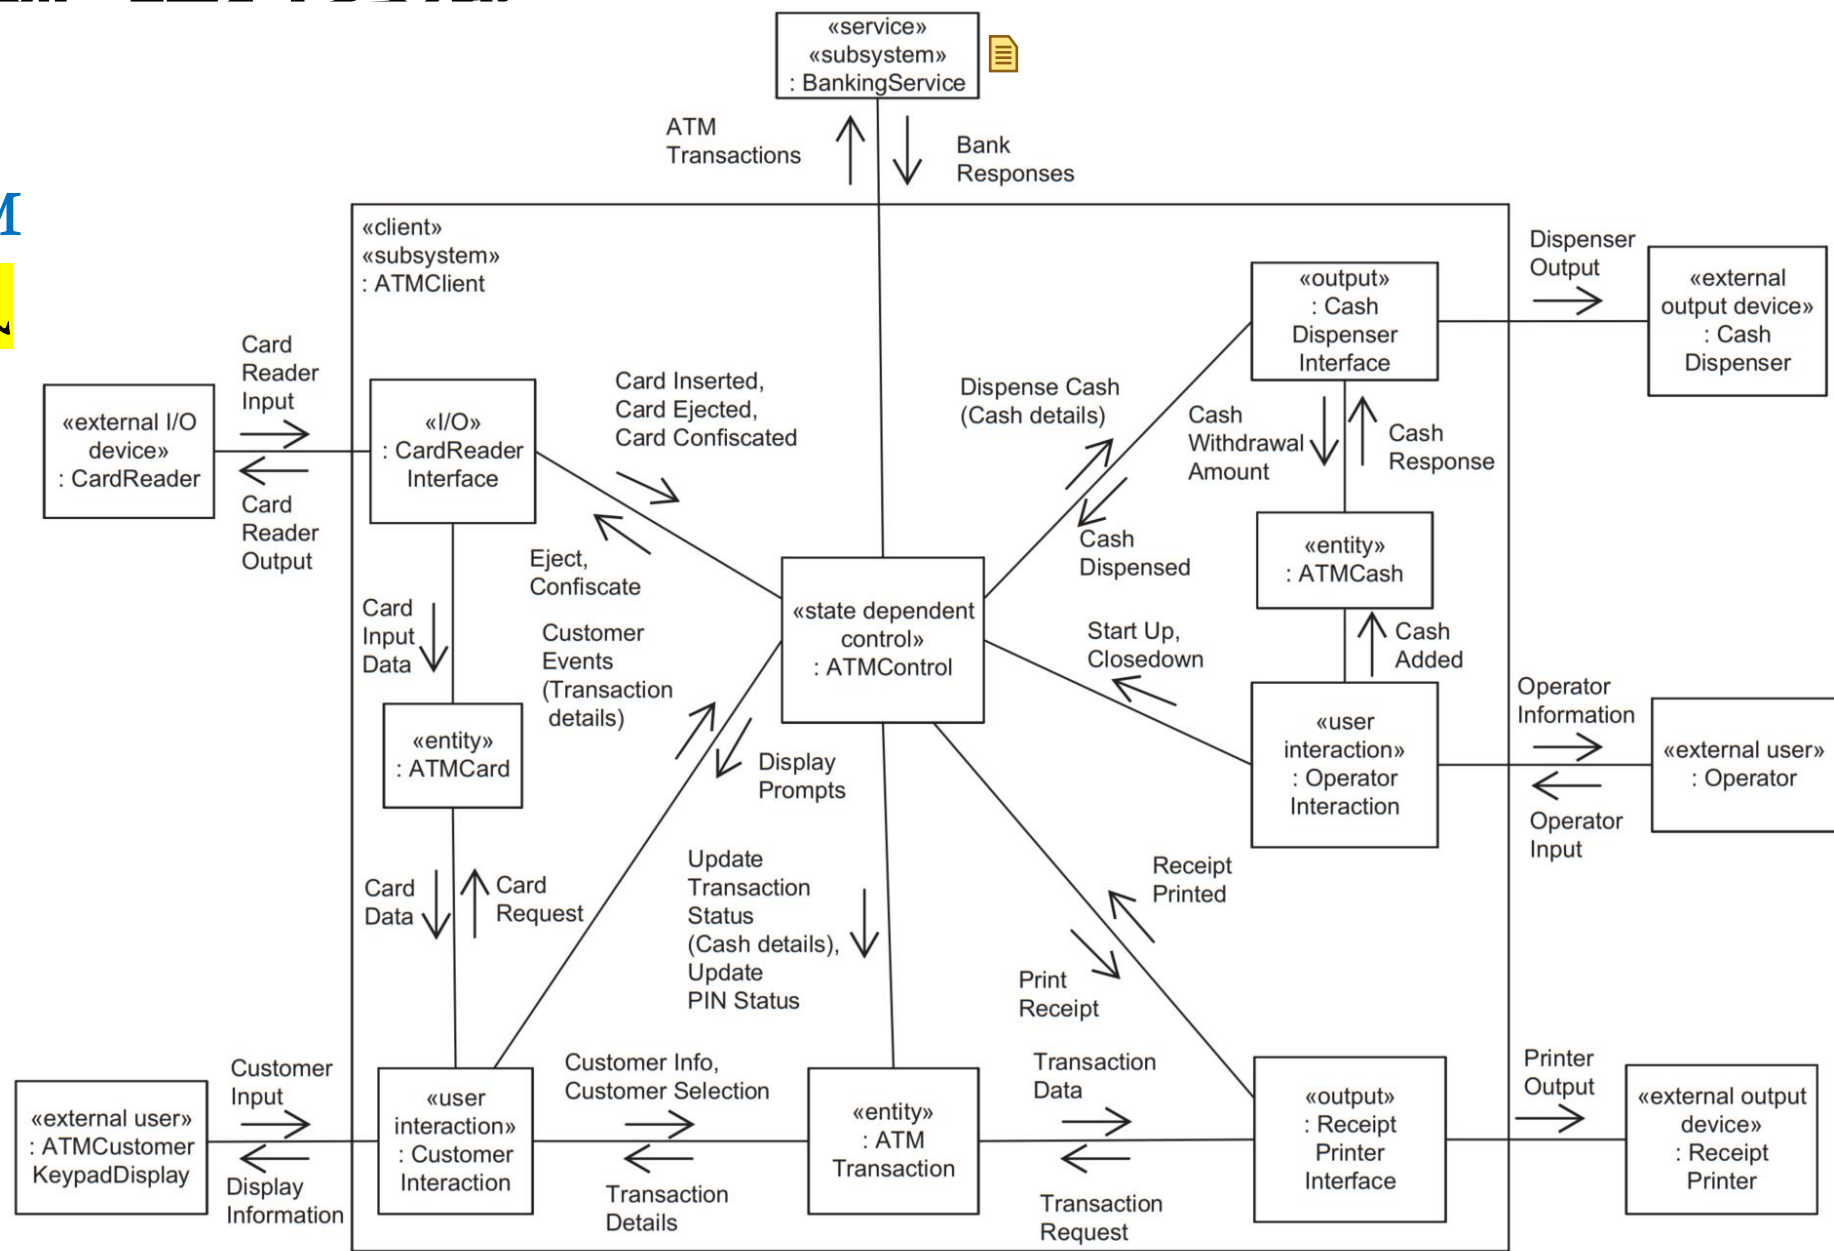 «service»
«subsystem»
: BankingService
ATM
Transactions
Bank
Responses
M
«client»
«subsystem»
: ATMClient
Dispenser
Output
«external
output device»
: Cash
Dispenser
«output»
: Cash
Dispenser
Interface
Card
Reader
Input
«external I/O
device»
: CardReader
Card
Reader
Output
«I/O»
: CardReader
Interface
Card Inserted,
Card Ejected,
Card Confiscated
Eject,
Confiscate
Dispense Cash
(Cash details)
Cash
Dispensed
Cash
Withdrawal
Amount
Cash
Response
«entity»
: ATMCash
Cash
Added
Card
Input
Data
Customer
Events
(Transaction
details)
«state dependent
control»
: ATMControl
Start Up,
Closedown
«entity»
: ATMCard
Display
Prompts
«user
interaction»
: Operator
Interaction
Operator
Information
«external user»
: Operator
Operator
Input
Card
Data
Card
Request
Update
Transaction
Status
(Cash details),
Update
PIN Status
Receipt
Printed
Print
Receipt
Customer
Input
«external user»
: ATMCustomer
KeypadDisplay
Display
Information
«user
interaction»
: Customer
Interaction
Customer Info,
Customer Selection
Transaction
Details
«entity»
: ATM
Transaction
Transaction
Data
Transaction
Request
«output»
: Receipt
Printer
Interface
Printer
Output
«external output
device»
: Receipt
Printer